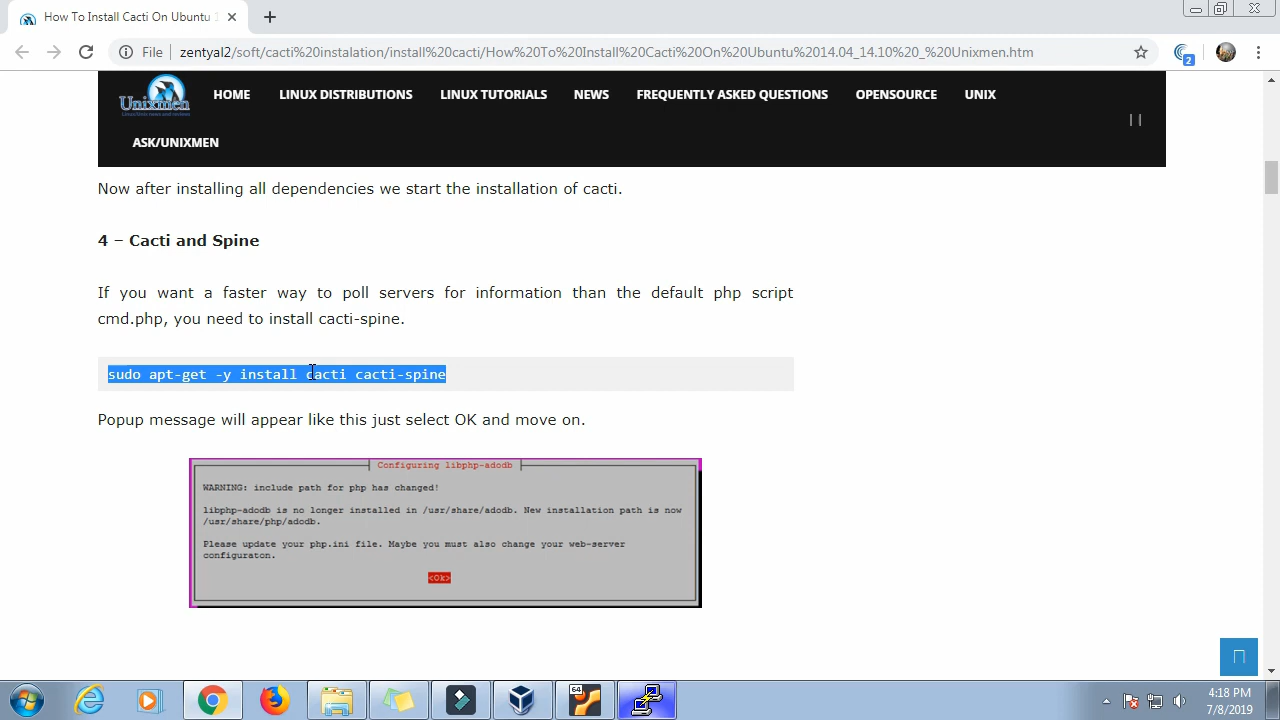 How To Install Cacti On Ubuntu 1
File
zentyal2/soft/cacti%20instalation/install%20cacti/How%20To%20Install%20Cacti%20On%20Ubuntu%2014.04_14.10%20_%20Unixmen.htm
2
Unixmen
HOME
LINUX DISTRIBUTIONS
LINUX TUTORIALS
NEWS
FREQUENTLY ASKED QUESTIONS
OPENSOURCE
UNIX
ASK/UNIXMEN
Now after installing all dependencies we start the installation of cacti.
4 – Cacti and Spine
If you want a faster way to poll servers for information than the default php script
cmd.php, you need to install cacti-spine.
sudo apt-get -y install cacti cacti-spine
Popup message will appear like this just select OK and move on.
Configuring libphp-adodb
WARNING: include path for php has changed!
libphp-adodb is no longer installed in /usr/share/adodb. New installation path is now
/usr/share/php/adodb.
Please update your php.ini file. Maybe you must also change your web-server
configuraton.
<Ok>
64
4:18 PM
7/8/2019